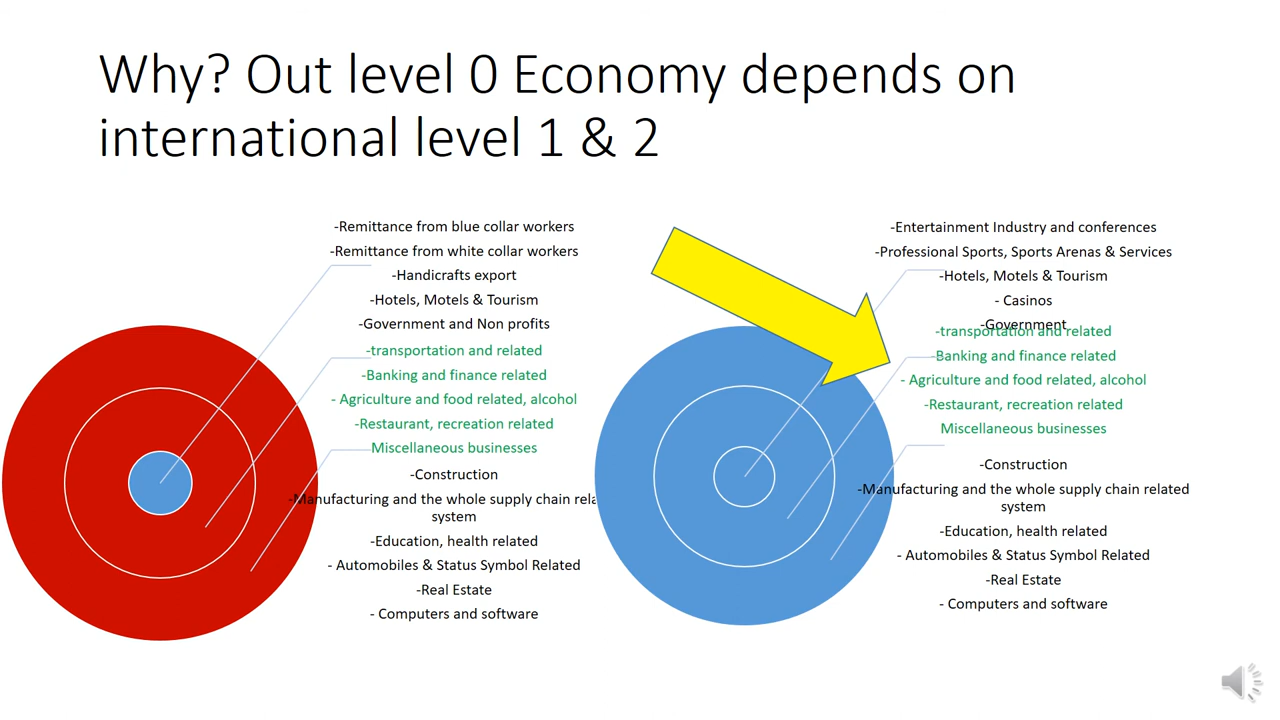 Why? Out level 0 Economy depends on
international level 1 & 2
-Remittance from blue collar workers
-Remittance from white collar workers
-Handicrafts export
-Hotels, Motels & Tourism
-Government and Non profits
-transportation and related
-Banking and finance related
- Agriculture and food related, alcohol
-Restaurant, recreation related
Miscellaneous businesses
-Construction
-Manufacturing and the whole supply chain rela
system
-Education, health related
- Automobiles & Status Symbol Related
-Real Estate
- Computers and software
-Entertainment Industry and conferences
-Professional Sports, Sports Arenas & Services
-Hotels, Motels & Tourism
- Casinos
-Government
-transportation and related
-Banking and finance related
- Agriculture and food related, alcohol
-Restaurant, recreation related
Miscellaneous businesses
-Construction
-Manufacturing and the whole supply chain related
system
-Education, health related
- Automobiles & Status Symbol Related
-Real Estate
- Computers and software